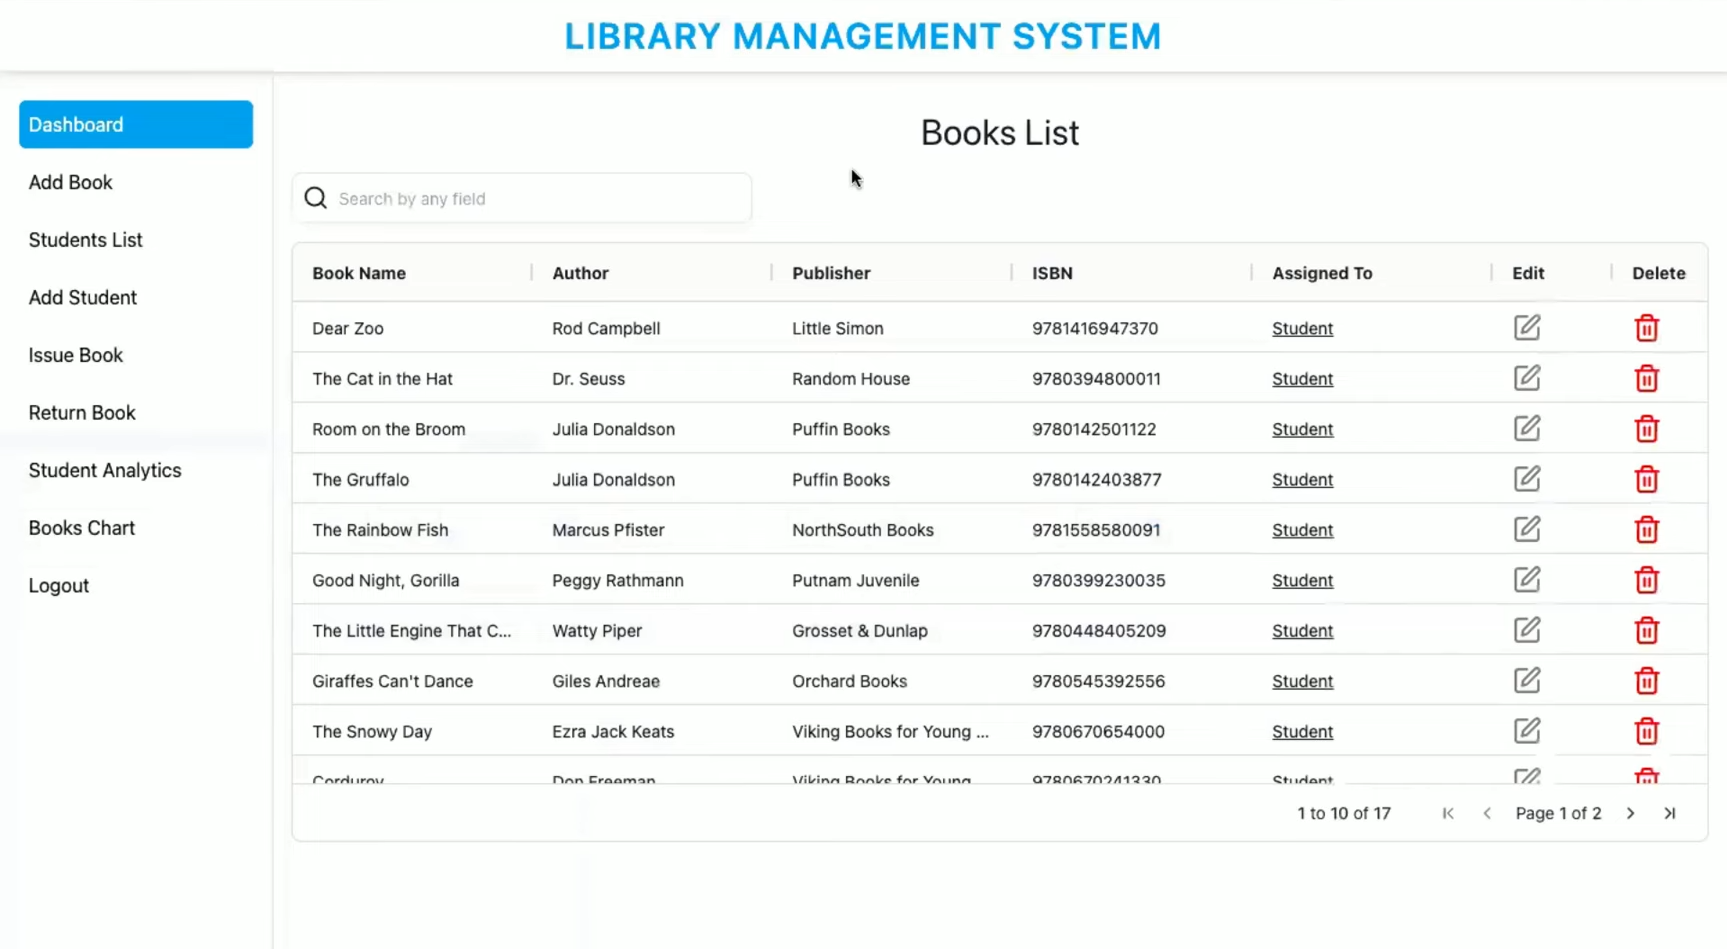 LIBRARY MANAGEMENT SYSTEM
Dashboard
Add Book
Students List
Add Student
Issue Book
Return Book
Student Analytics
Books Chart
Logout
Books List
Search by any field
Book Name Author Publisher ISBN Assigned To Edit Delete
Dear Zoo Rod Campbell Little Simon 9781416947370 Student
The Cat in the Hat Dr. Seuss Random House 9780394800011 Student
Room on the Broom Julia Donaldson Puffin Books 9780142501122 Student
The Gruffalo Julia Donaldson Puffin Books 9780142403877 Student
The Rainbow Fish Marcus Pfister NorthSouth Books 9781558580091 Student
Good Night, Gorilla Peggy Rathmann Putnam Juvenile 9780399230035 Student
The Little Engine That C... Watty Piper Grosset & Dunlap 9780448405209 Student
Giraffes Can't Dance Giles Andreae Orchard Books 9780545392556 Student
The Snowy Day Ezra Jack Keats Viking Books for Young ... 9780670654000 Student
Corduroy Don Freeman Viking Books for Young 9780670241330 Student
1 to 10 of 17 Page 1 of 2